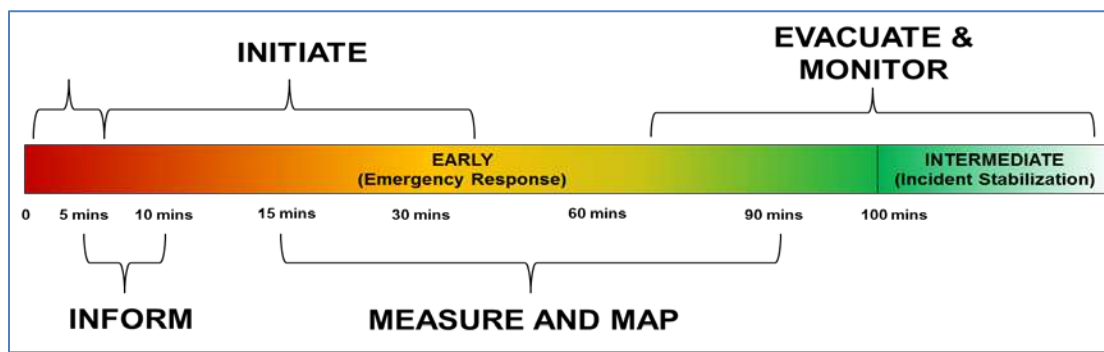 INITIATE
EVACUATE &
MONITOR
EARLY
(Emergency Response)
INTERMEDIATE
(Incident Stabilization)
0 5 mins 10 mins 15 mins 30 mins 60 mins 90 mins 100 mins
INFORM
MEASURE AND MAP